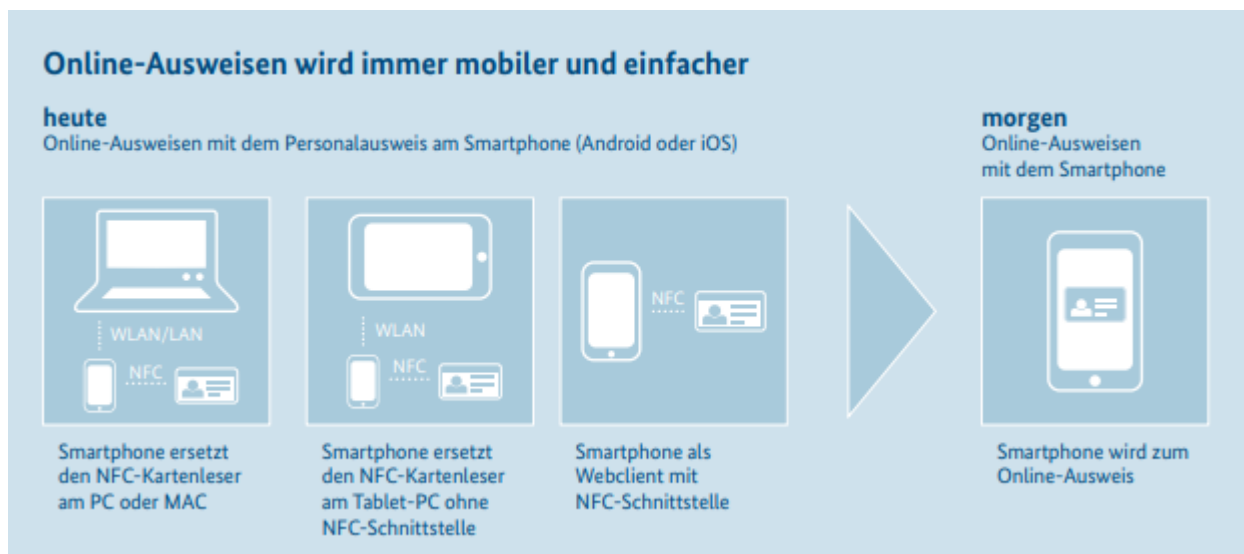 Online-Ausweisen wird immer mobiler und einfacher
heute
Online-Ausweisen mit dem Personalausweis am Smartphone (Android oder iOS)
morgen
Online-Ausweisen
mit dem Smartphone
WLAN/LAN
NFC
Smartphone ersetzt
den NFC-Kartenleser
am PC oder MAC
WLAN
NFC
Smartphone ersetzt
den NFC-Kartenleser
am Tablet-PC ohne
NFC-Schnittstelle
NFC
Smartphone als
Webclient mit
NFC-Schnittstelle
Smartphone wird zum
Online-Ausweis